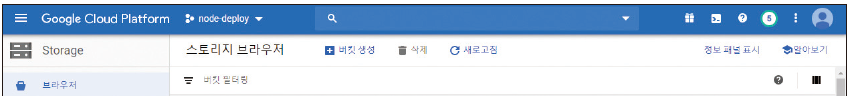 Google Cloud Platform node-deploy 5
Storage 스토리지 브라우저 버킷 생성 삭제 새로고침 정보 패널 표시 알아보기
브라우저 버킷 필터링